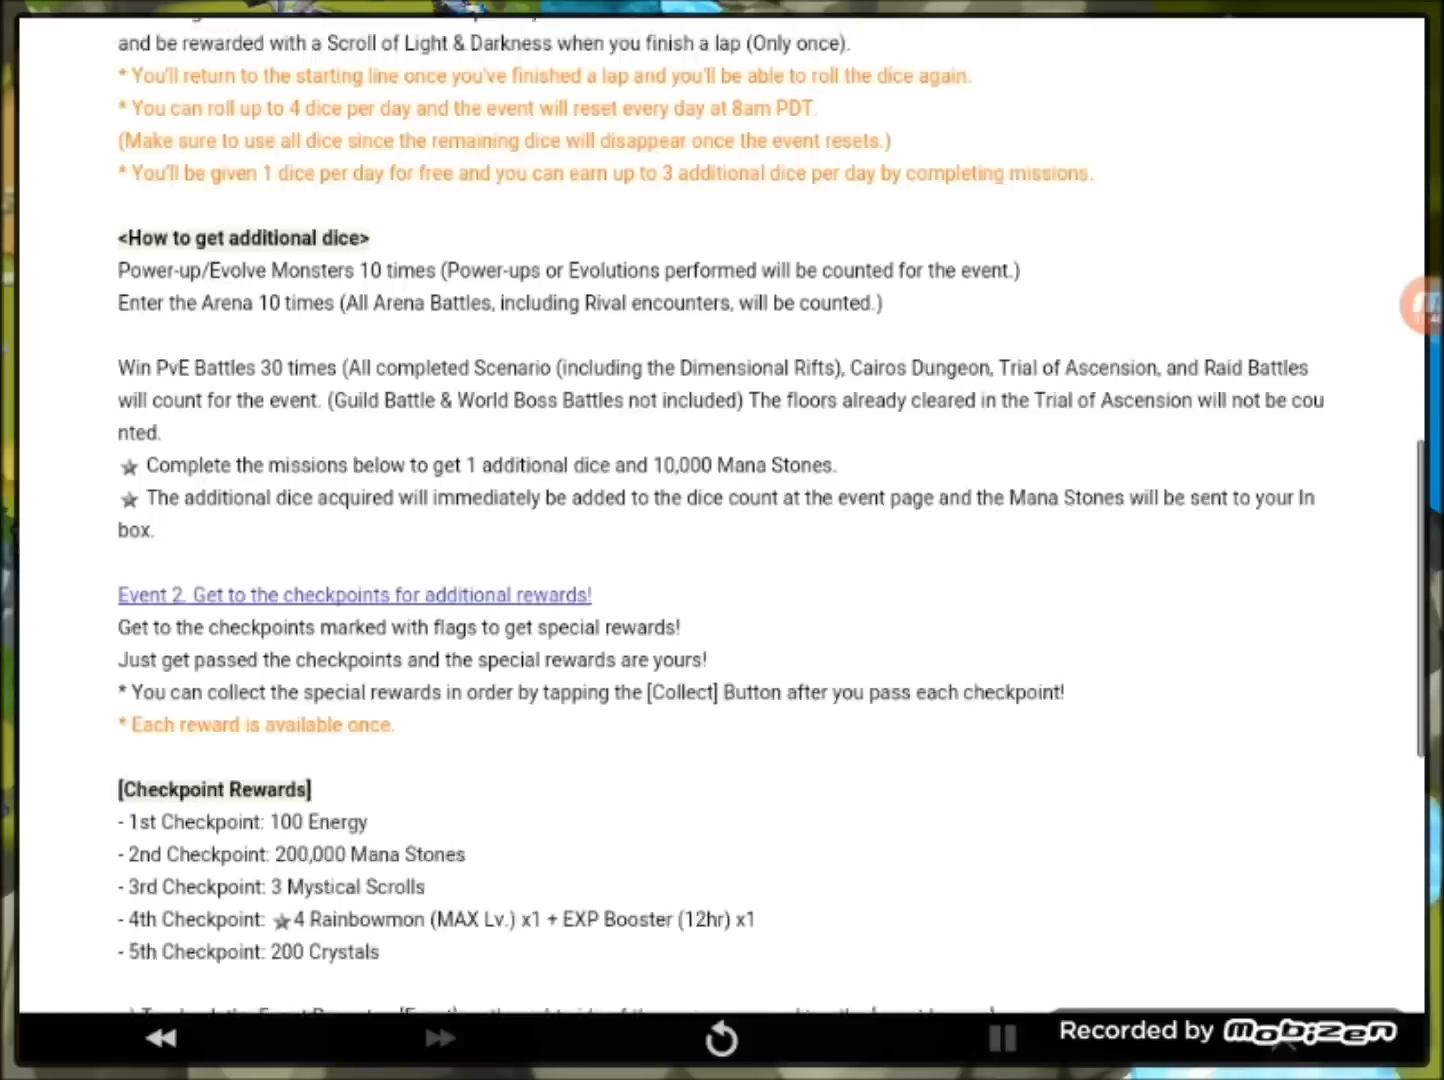 and be rewarded with a Scroll of Light & Darkness when you finish a lap (Only once).
* You'll return to the starting line once you've finished a lap and you'll be able to roll the dice again.
* You can roll up to 4 dice per day and the event will reset every day at 8am PDT.
(Make sure to use all dice since the remaining dice will disappear once the event resets.)
* You'll be given 1 dice per day for free and you can earn up to 3 additional dice per day by completing missions.
<How to get additional dice>
Power-up/Evolve Monsters 10 times (Power-ups or Evolutions performed will be counted for the event.)
Enter the Arena 10 times (All Arena Battles, including Rival encounters, will be counted.)
Win PvE Battles 30 times (All completed Scenario (including the Dimensional Rifts), Cairos Dungeon, Trial of Ascension, and Raid Battles
will count for the event. (Guild Battle & World Boss Battles not included) The floors already cleared in the Trial of Ascension will not be cou
nted.
★ Complete the missions below to get 1 additional dice and 10,000 Mana Stones.
★ The additional dice acquired will immediately be added to the dice count at the event page and the Mana Stones will be sent to your In
box.
Event 2. Get to the checkpoints for additional rewards!
Get to the checkpoints marked with flags to get special rewards!
Just get passed the checkpoints and the special rewards are yours!
* You can collect the special rewards in order by tapping the [Collect] Button after you pass each checkpoint!
* Each reward is available once.
[Checkpoint Rewards]
- 1st Checkpoint: 100 Energy
- 2nd Checkpoint: 200,000 Mana Stones
- 3rd Checkpoint: 3 Mystical Scrolls
- 4th Checkpoint: ★4 Rainbowmon (MAX Lv.) x1 + EXP Booster (12hr) x1
- 5th Checkpoint: 200 Crystals
Recorded by mobizen